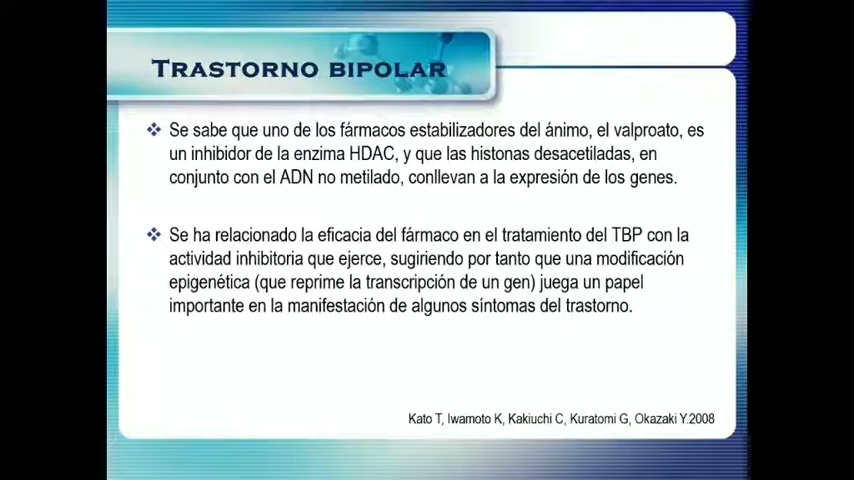 TRASTORNO BIPOLAR
❖ Se sabe que uno de los fármacos estabilizadores del ánimo, el valproato, es
un inhibidor de la enzima HDAC, y que las histonas desacetiladas, en
conjunto con el ADN no metilado, conllevan a la expresión de los genes.
❖ Se ha relacionado la eficacia del fármaco en el tratamiento del TBP con la
actividad inhibitoria que ejerce, sugiriendo por tanto que una modificación
epigenética (que reprime la transcripción de un gen) juega un papel
importante en la manifestación de algunos síntomas del trastorno.
Kato T, Iwamoto K, Kakiuchi C, Kuratomi G, Okazaki Y.2008